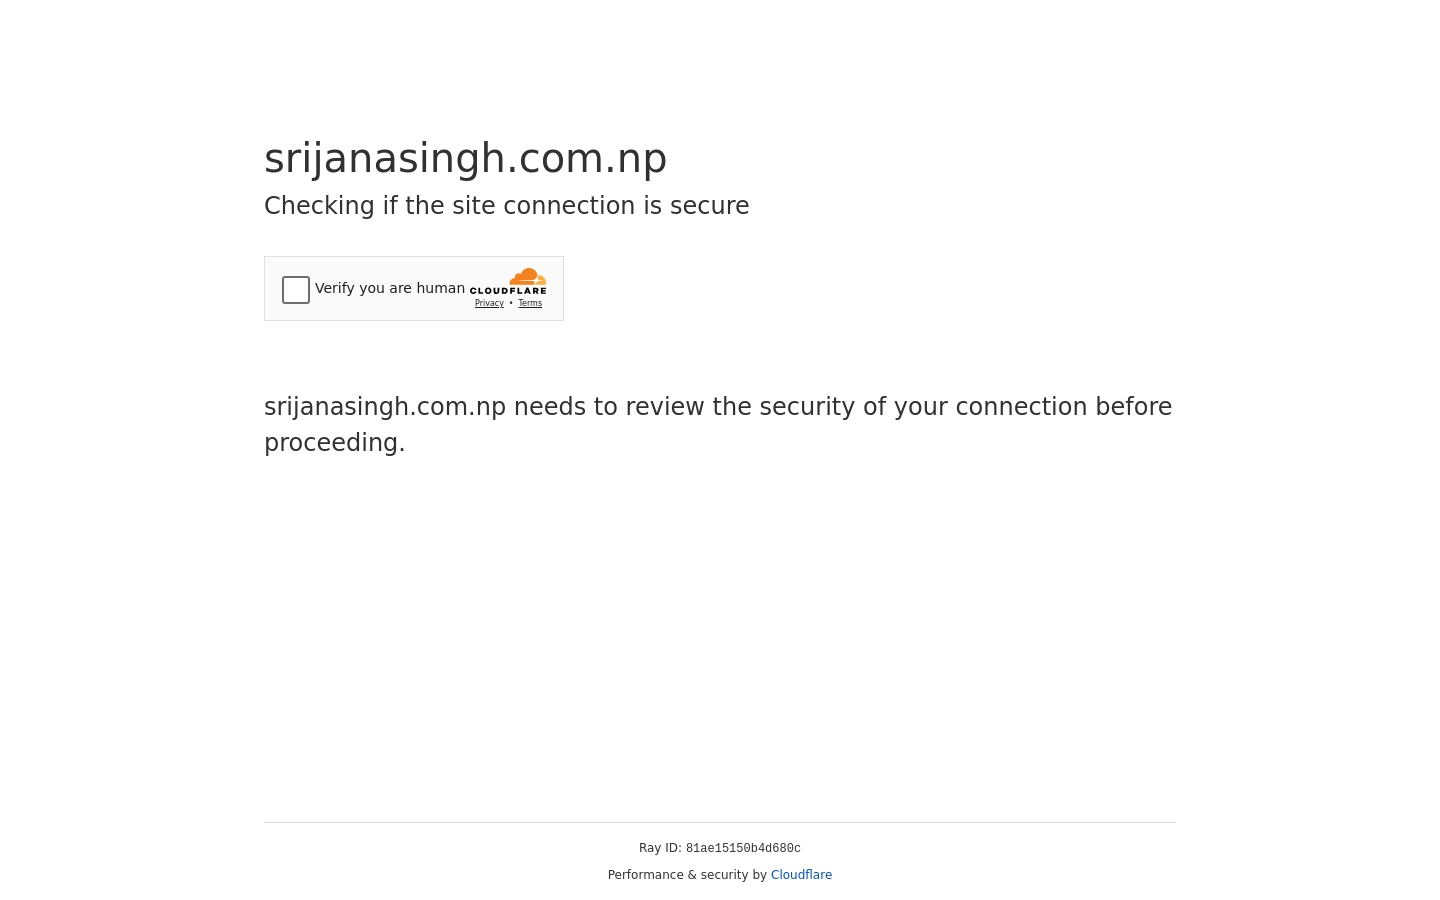 srijanasingh.com.np
Checking if the site connection is secure
Verify you are human
CLOUDFLARE
Privacy • Terms
srijanasingh.com.np needs to review the security of your connection before
proceeding.
Ray ID: 81ae15150b4d680c
Performance & security by Cloudflare